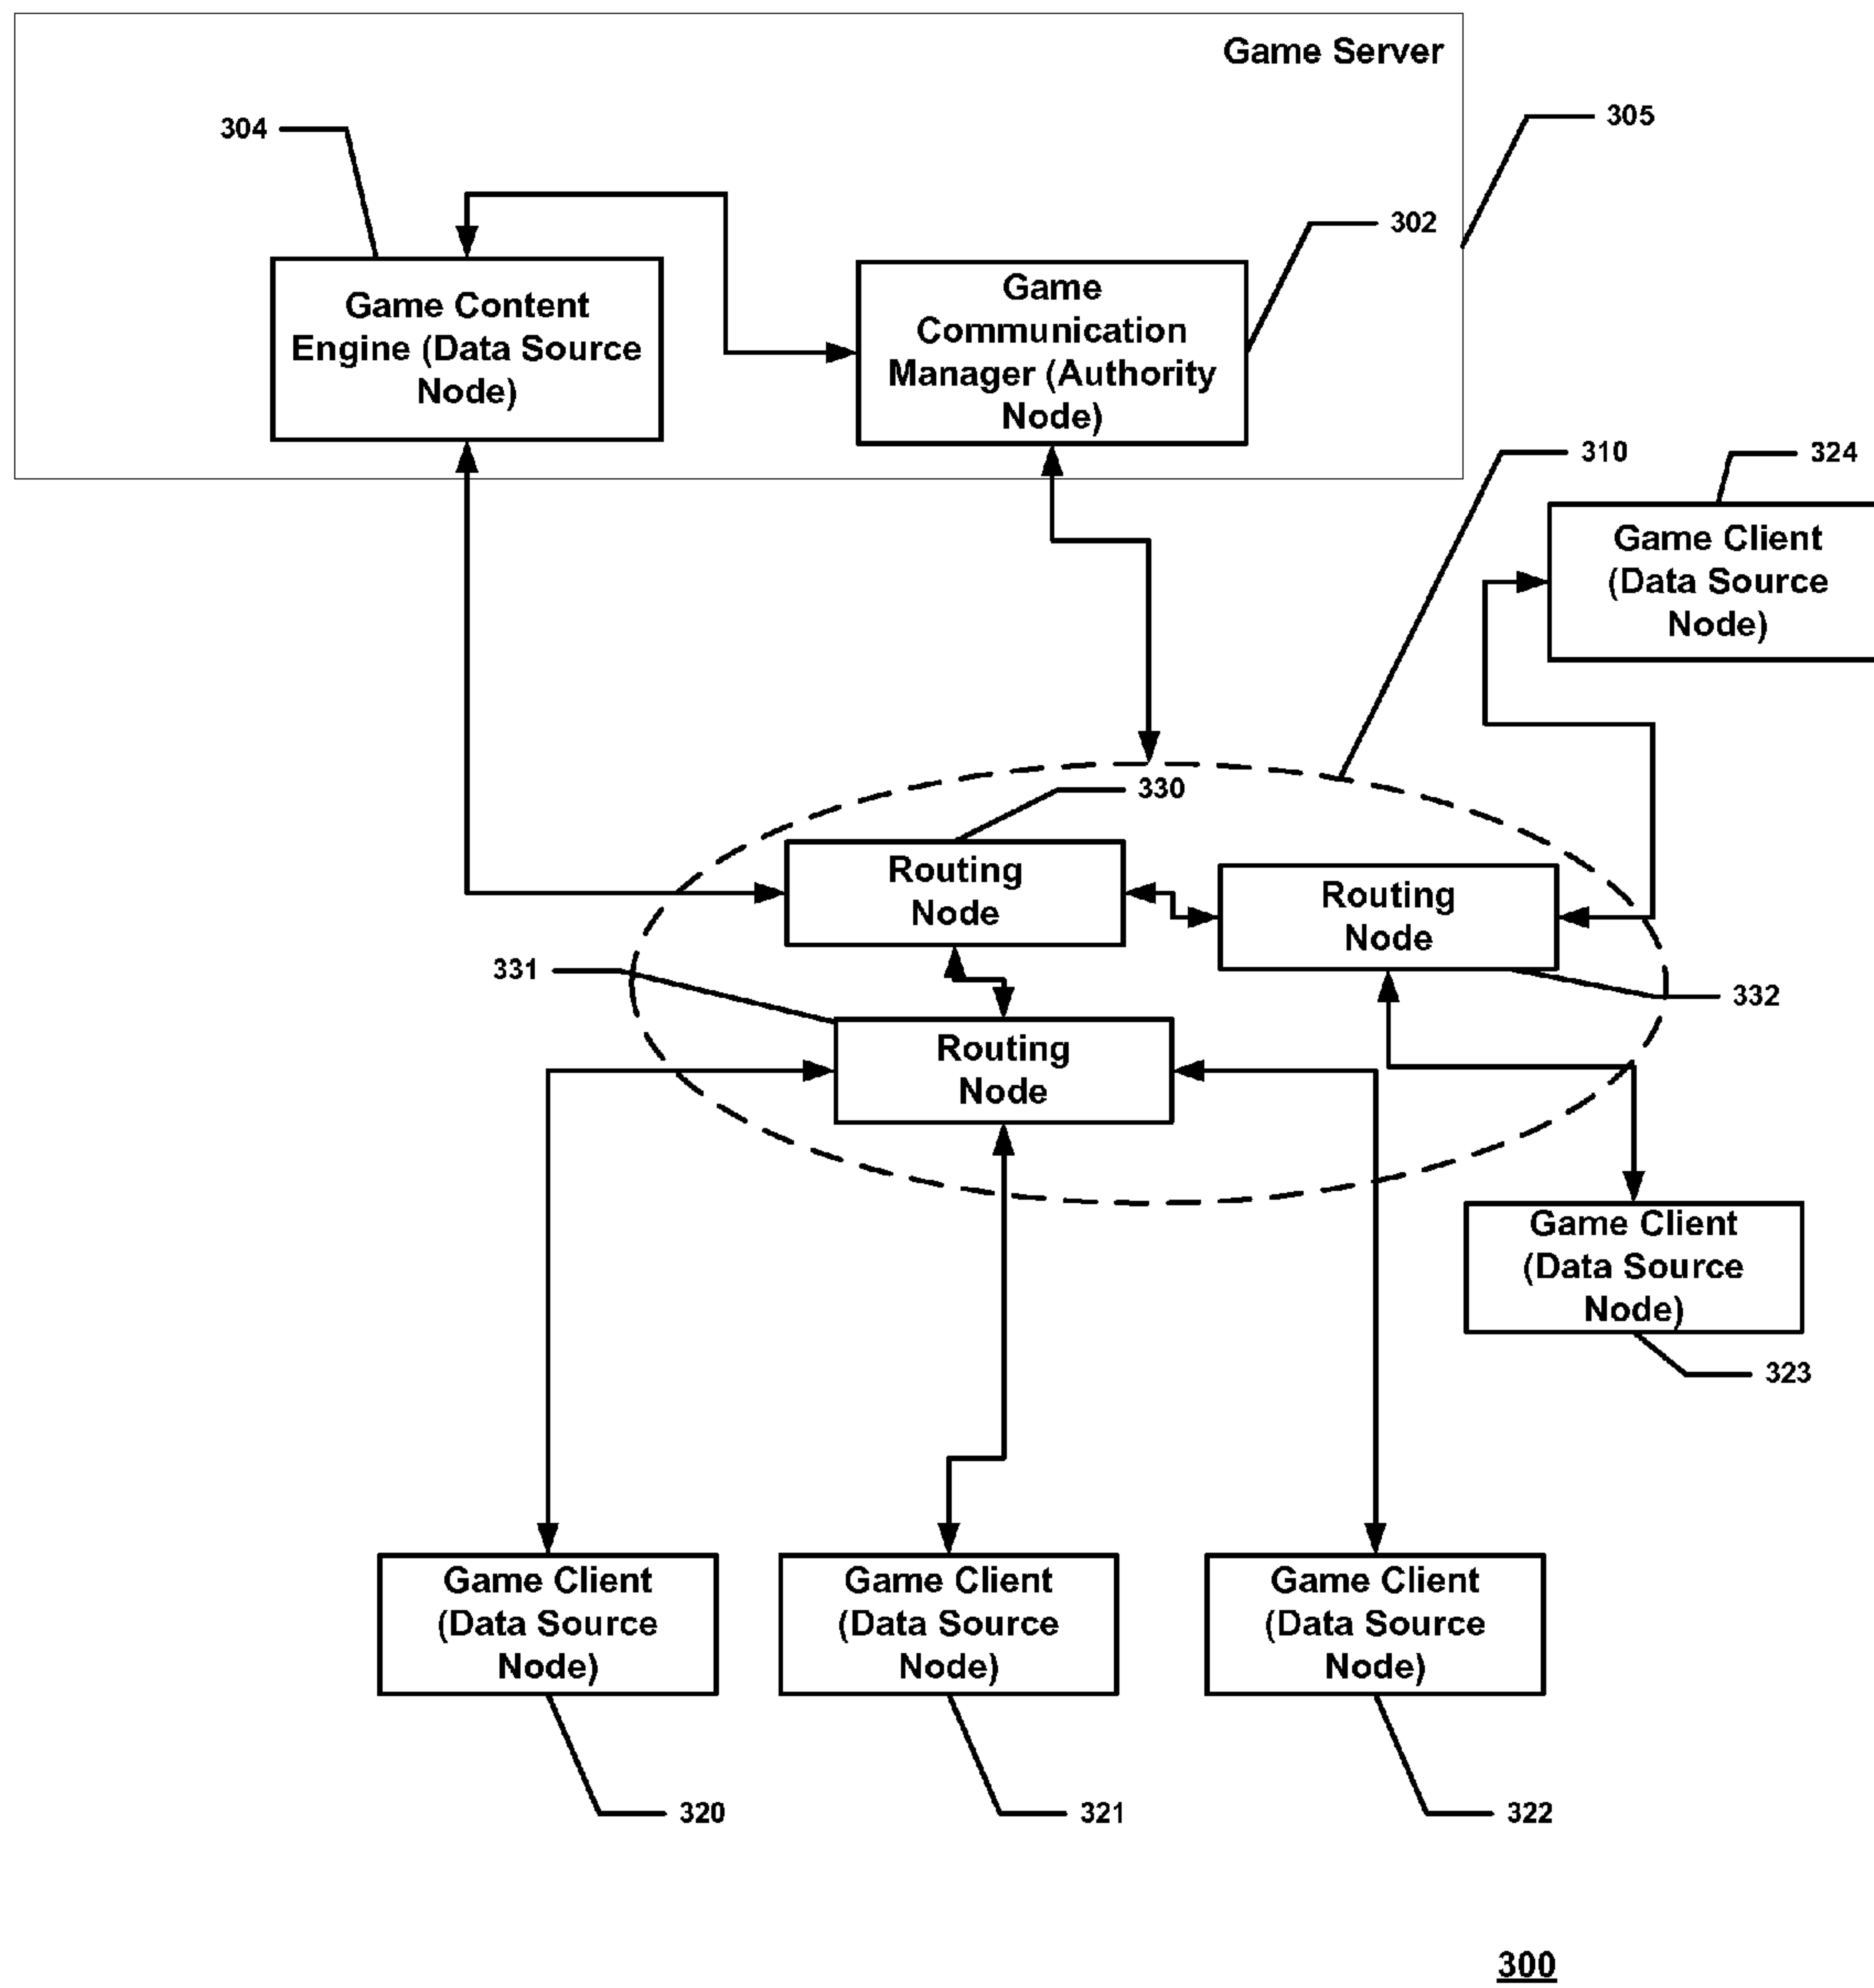 Game Server
305
304
302
Game Content
Engine (Data Source
Node)
Game
Communication
Manager (Authority
Node)
310
324
Game Client
(Data Source
Node)
330
Routing
Node
Routing
Node
331
332
Routing
Node
Game Client
(Data Source
Node)
323
Game Client
(Data Source
Node)
Game Client
(Data Source
Node)
Game Client
(Data Source
Node)
320
321
322
300